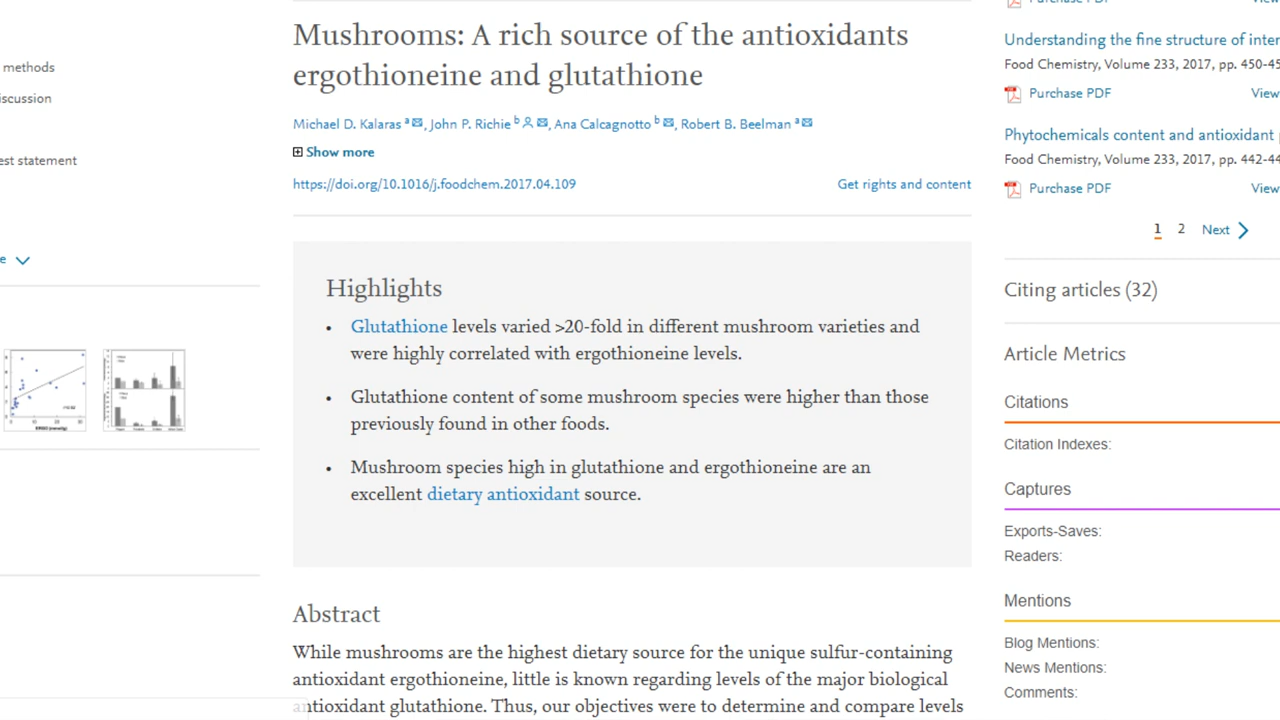 methods
iscussion
est statement
e
Mushrooms: A rich source of the antioxidants
ergothioneine and glutathione
Michael D. Kalaras a, John P. Richie b, Ana Calcagnotto b, Robert B. Beelman a
Show more
https://doi.org/10.1016/j.foodchem.2017.04.109
Get rights and content
Highlights
• Glutathione levels varied >20-fold in different mushroom varieties and
were highly correlated with ergothioneine levels.
• Glutathione content of some mushroom species were higher than those
previously found in other foods.
• Mushroom species high in glutathione and ergothioneine are an
excellent dietary antioxidant source.
Abstract
While mushrooms are the highest dietary source for the unique sulfur-containing
antioxidant ergothioneine, little is known regarding levels of the major biological
antioxidant glutathione. Thus, our objectives were to determine and compare levels
Purchase PDF View
Understanding the fine structure of inter
Food Chemistry, Volume 233, 2017, pp. 450-45
Purchase PDF View
Phytochemicals content and antioxidant p
Food Chemistry, Volume 233, 2017, pp. 442-44
Purchase PDF View
1 2 Next
Citing articles (32)
Article Metrics
Citations
Citation Indexes:
Captures
Exports-Saves:
Readers:
Mentions
Blog Mentions:
News Mentions:
Comments: